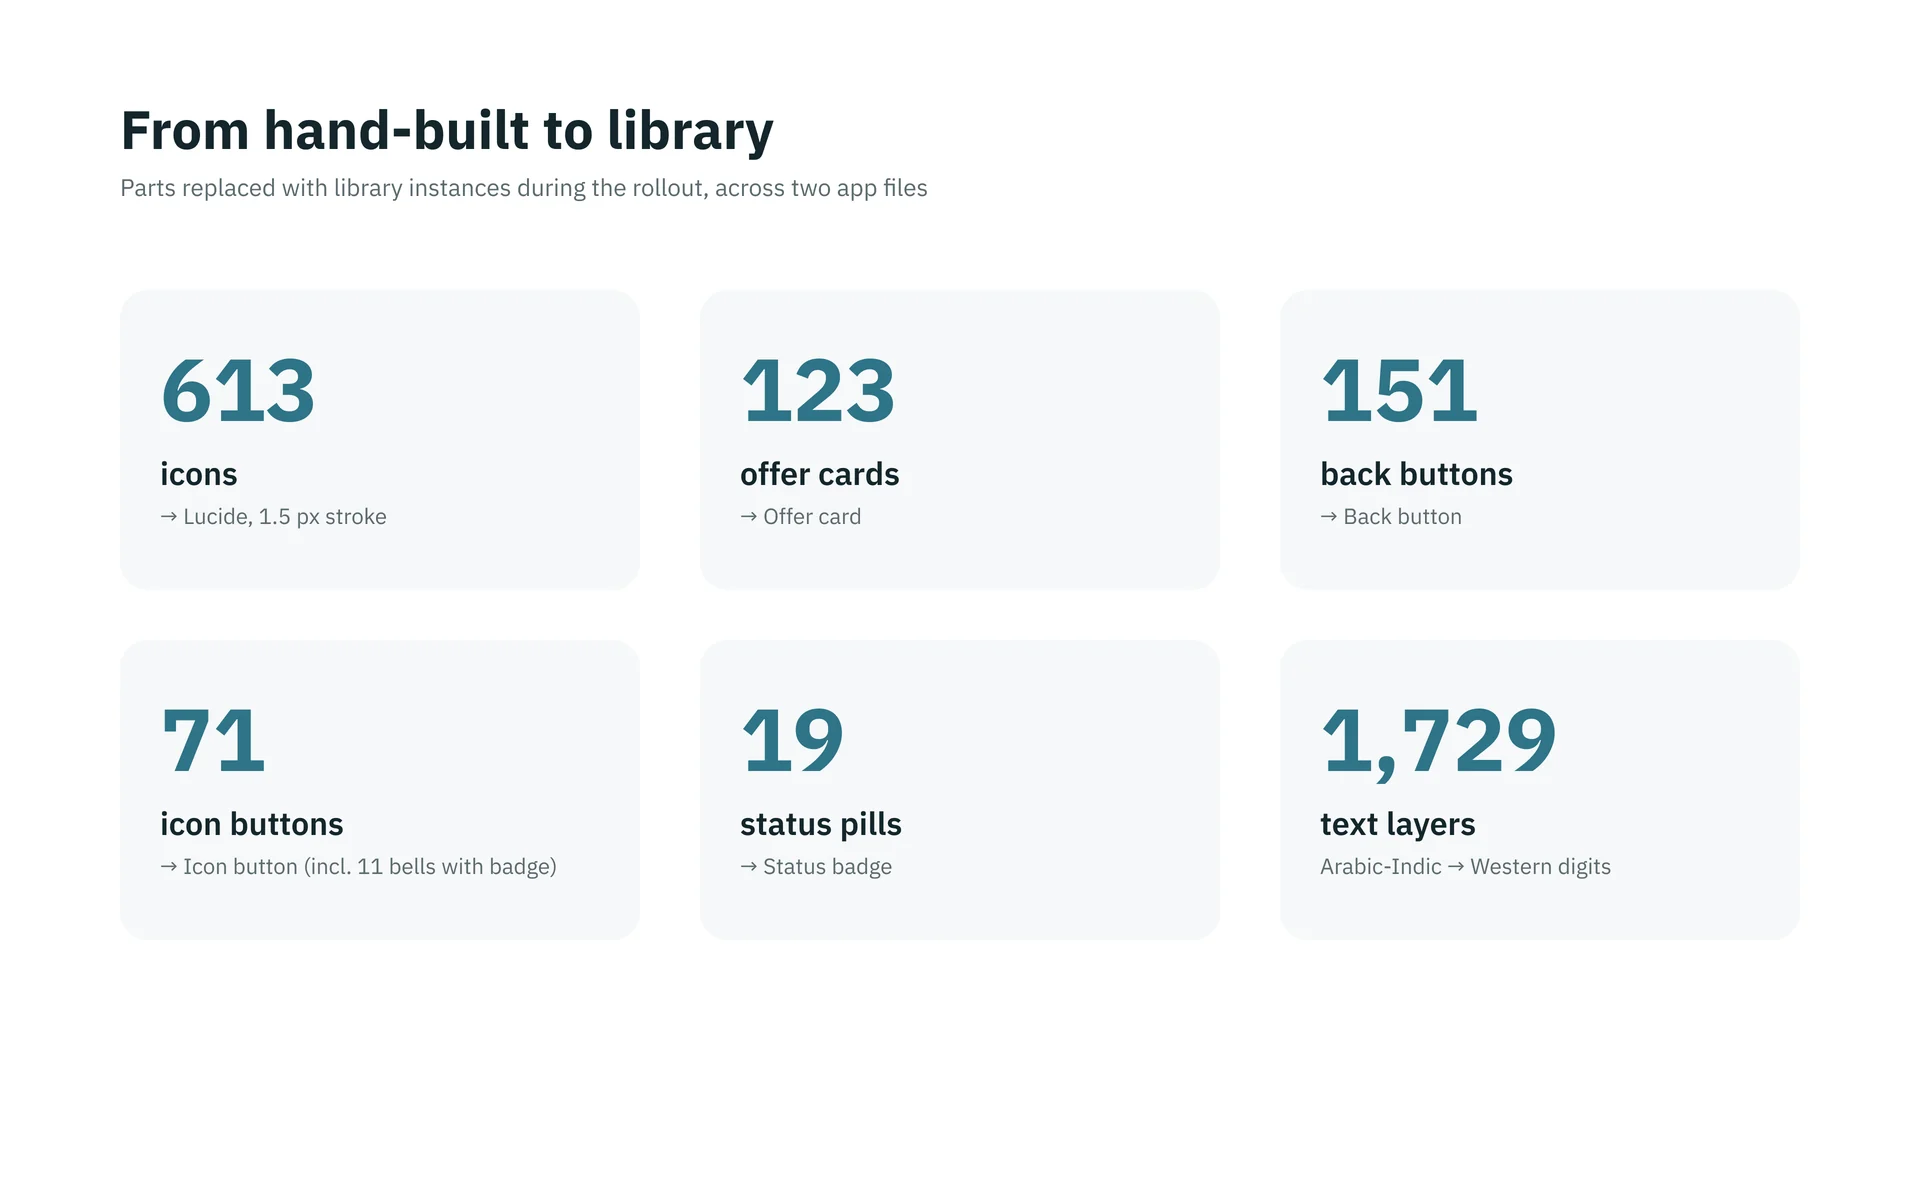 From hand-built to library
Parts replaced with library instances during the rollout, across two app files
613
icons
→ Lucide, 1.5 px stroke
123
offer cards
→ Offer card
151
back buttons
→ Back button
71
icon buttons
→ Icon button (incl. 11 bells with badge)
19
status pills
→ Status badge
1,729
text layers
Arabic-Indic → Western digits